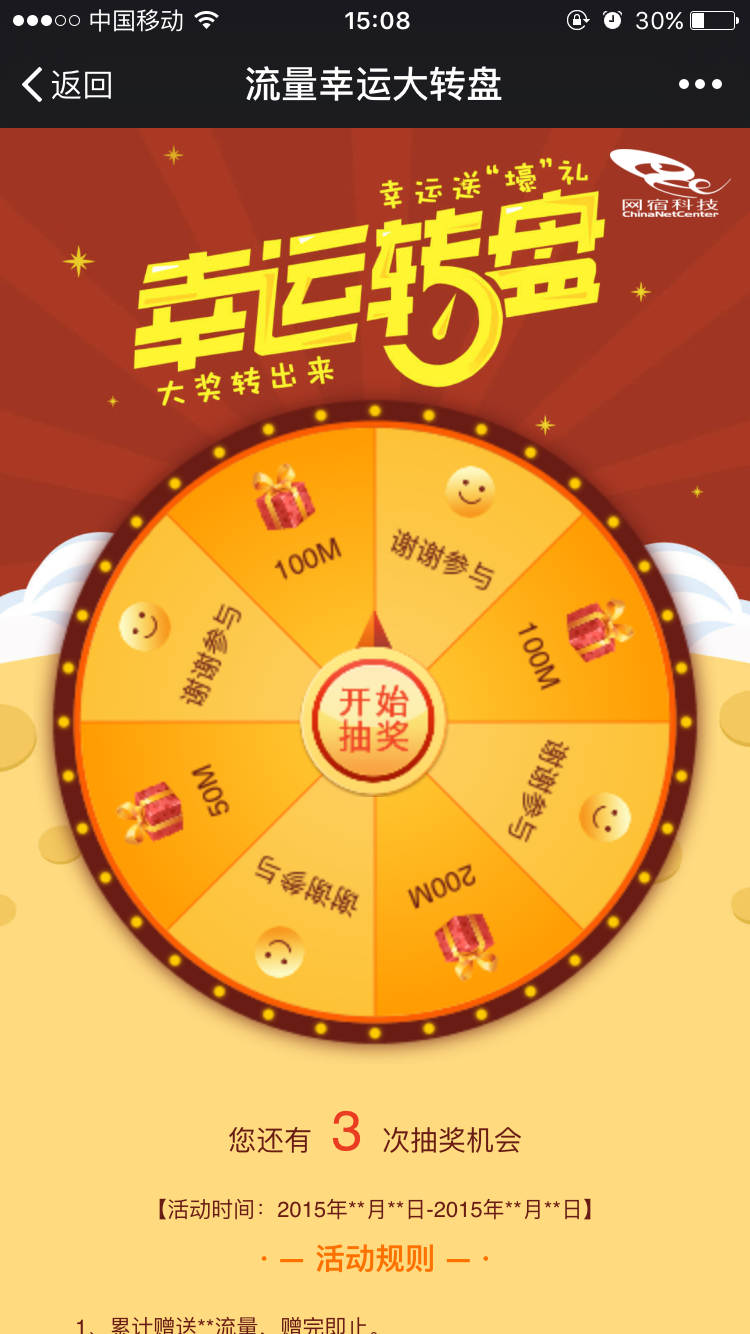 中国移动
15:08
30%
返回
流量幸运大转盘
幸运送“壕”礼
网宿科技
ChinaNetCenter
幸运转盘
大奖转出来
100M
谢谢参与
谢谢参与
100M
开始
抽奖
50M
谢谢参与
谢谢参与
200M
您还有 3 次抽奖机会
【活动时间：2015年**月**日-2015年**月**日】
· — 活动规则 — ·
1、累计赠送**流量，赠完即止。